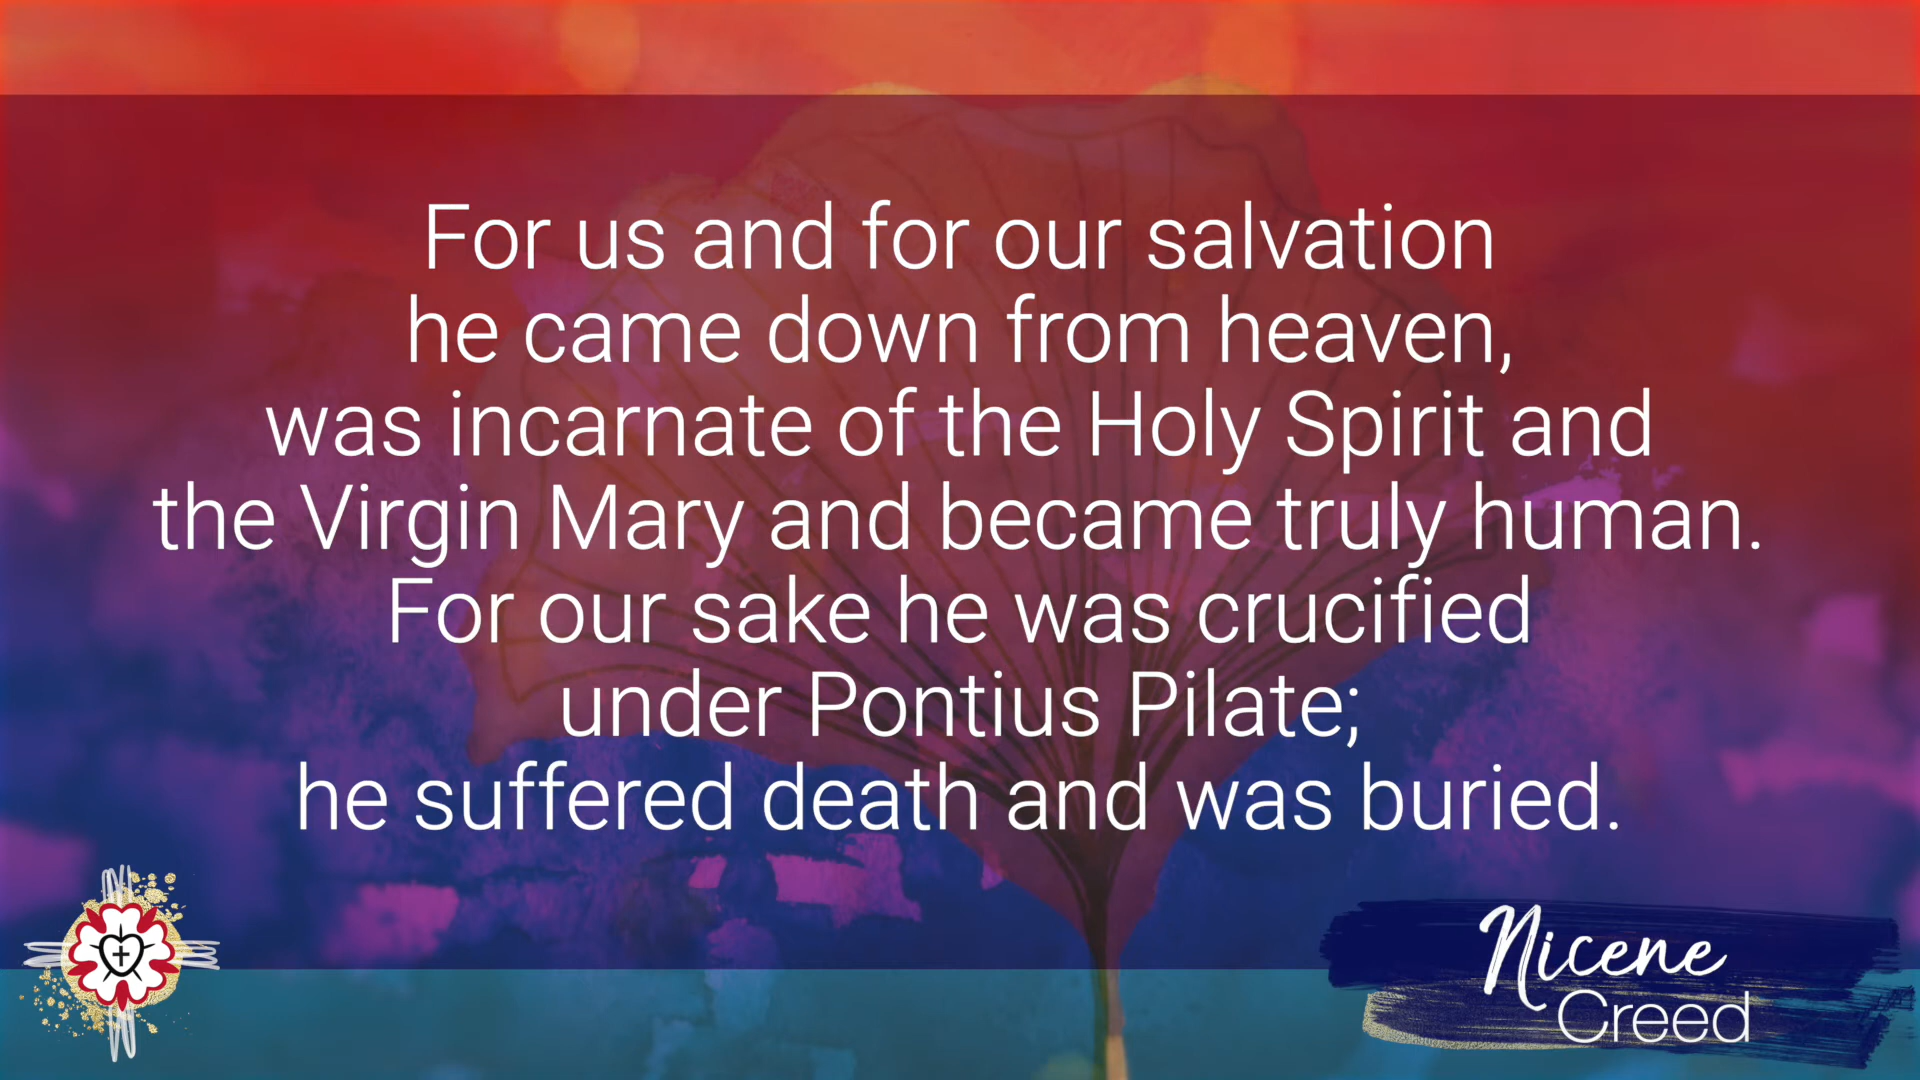 For us and for our salvation
he came down from heaven,
was incarnate of the Holy Spirit and
the Virgin Mary and became truly human.
For our sake he was crucified
under Pontius Pilate;
he suffered death and was buried.
Nicene
Creed